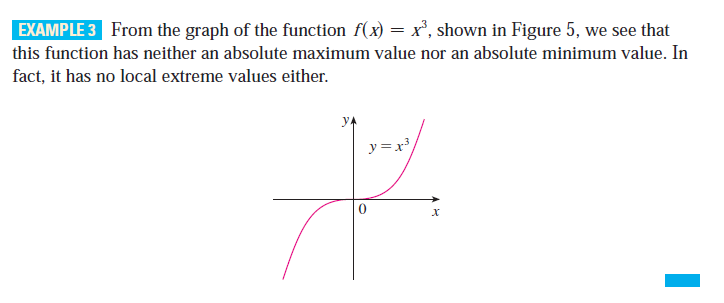 EXAMPLE 3 From the graph of the function f(x) = x³, shown in Figure 5, we see that
this function has neither an absolute maximum value nor an absolute minimum value. In
fact, it has no local extreme values either.
y
y = x³
0
x